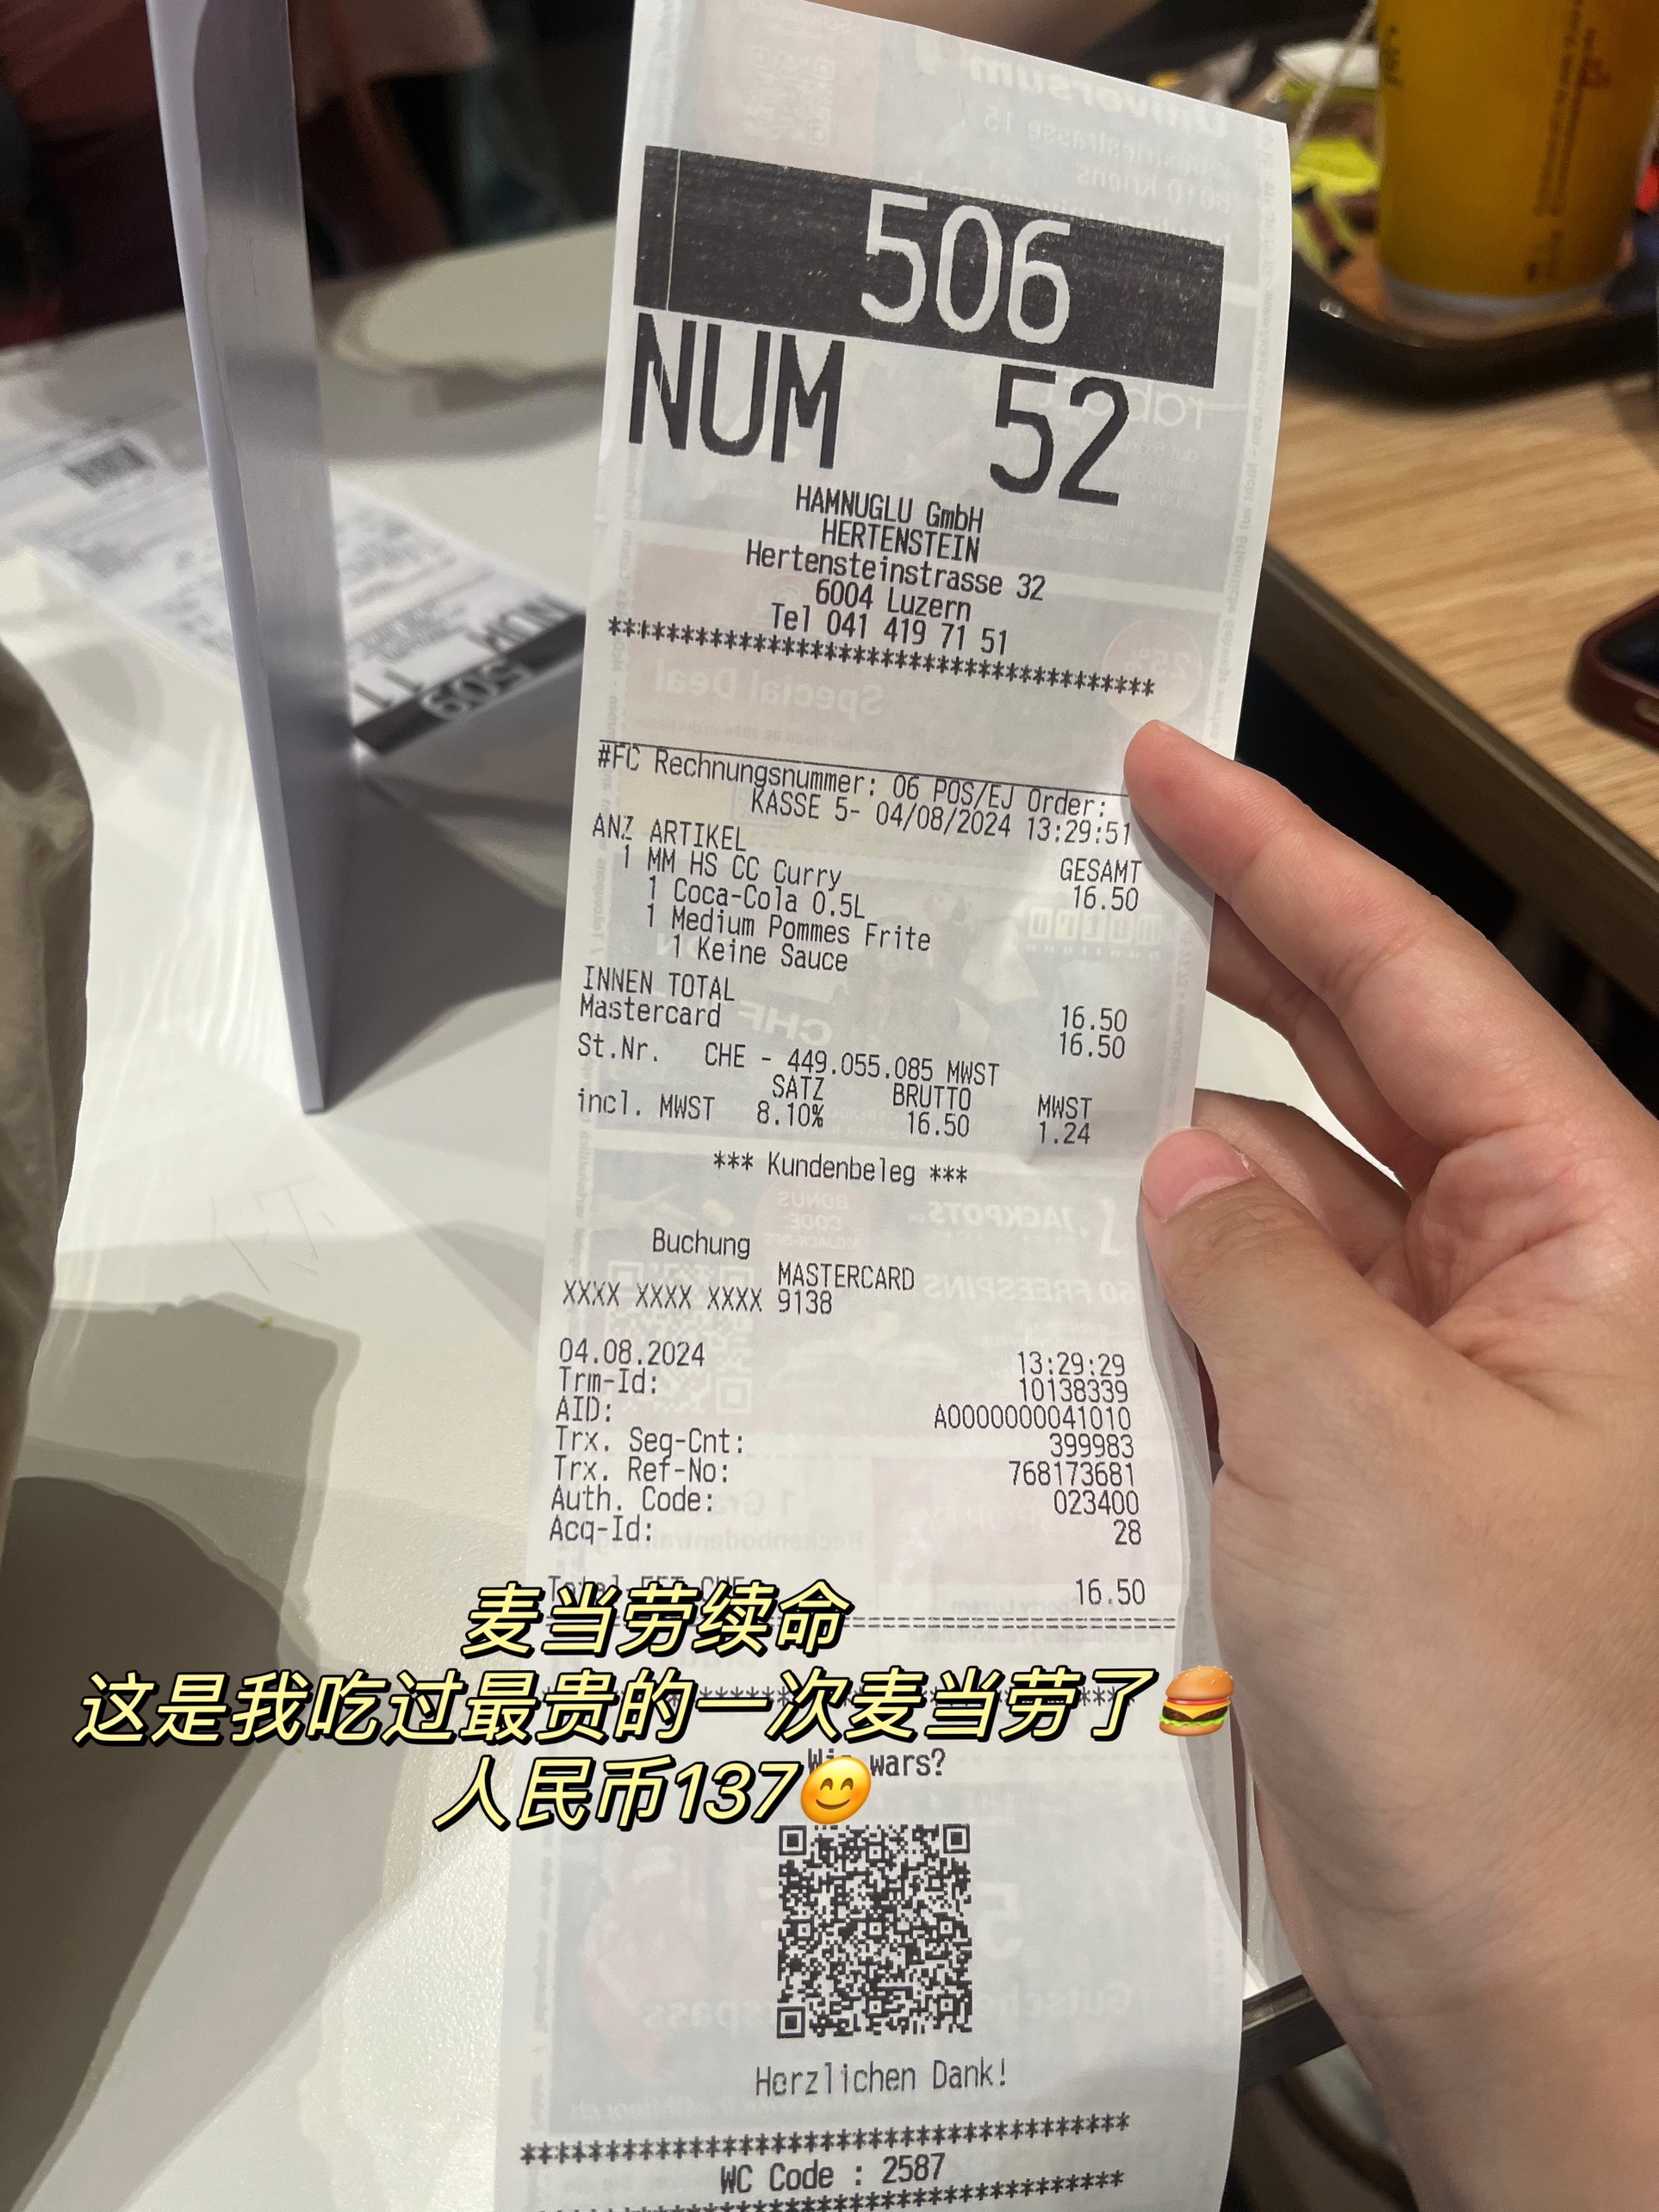 506
NUM 52
HAMNUGLU GmbH
HERTENSTEIN
Hertensteinstrasse 32
6004 Luzern
Tel 041 419 71 51
**************************************
#FC Rechnungsnummer: 06 POS/EJ Order:
KASSE 5- 04/08/2024 13:29:51
ANZ ARTIKEL GESAMT
1 MM HS CC Curry 16.50
1 Coca-Cola 0.5L
1 Medium Pommes Frite
1 Keine Sauce
INNEN TOTAL 16.50
Mastercard 16.50
St.Nr. CHE - 449.055.085 MWST
SATZ BRUTTO MWST
incl. MWST 8.10% 16.50 1.24
*** Kundenbeleg ***
Buchung
MASTERCARD
XXXX XXXX XXXX 9138
04.08.2024 13:29:29
Trm-Id: 10138339
AID: A0000000041010
Trx. Seq-Cnt: 399983
Trx. Ref-No: 768173681
Auth. Code: 023400
Acq-Id: 28
Total 16.50
麦当劳续命
这是我吃过最贵的一次麦当劳了🍔
wars?
人民币137😊
Herzlichen Dank!
**************************************
WC Code : 2587
**************************************